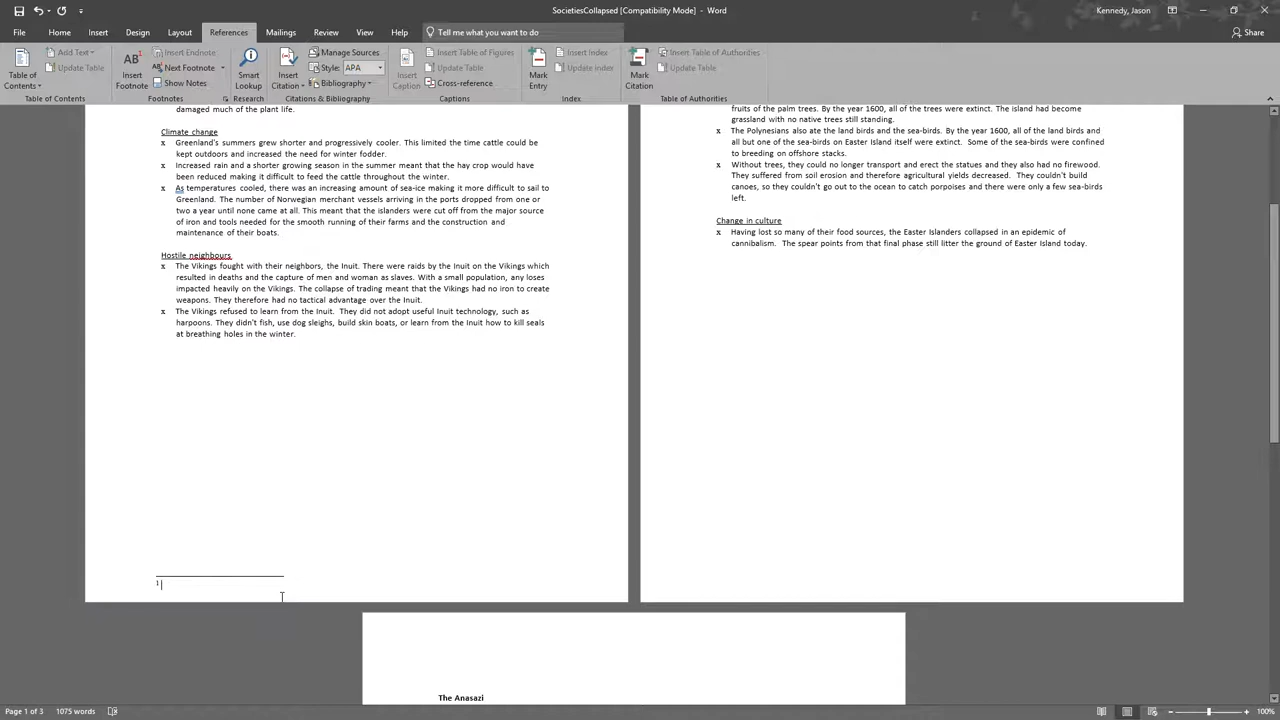 SocietiesCollapsed [Compatibility Mode] - Word
Kennedy, Jason
File Home Insert Design Layout References Mailings Review View Help Tell me what you want to do Share
Table of Contents
Add Text
Update Table
Table of Contents
AB¹ Insert Footnote
Insert Endnote
Next Footnote
Show Notes
Footnotes
Smart Lookup
Research
Insert Citation
Manage Sources
Style: APA
Bibliography
Citations & Bibliography
Insert Caption
Insert Table of Figures
Update Table
Cross-reference
Captions
Mark Entry
Insert Index
Update Index
Index
Mark Citation
Insert Table of Authorities
Update Table
Table of Authorities
damaged much of the plant life.
Climate change
x Greenland's summers grew shorter and progressively cooler. This limited the time cattle could be
kept outdoors and increased the need for winter fodder.
x Increased rain and a shorter growing season in the summer meant that the hay crop would have
been reduced making it difficult to feed the cattle throughout the winter.
x As temperatures cooled, there was an increasing amount of sea-ice making it more difficult to sail to
Greenland. The number of Norwegian merchant vessels arriving in the ports dropped from one or
two a year until none came at all. This meant that the islanders were cut off from the major source
of iron and tools needed for the smooth running of their farms and the construction and
maintenance of their boats.
Hostile neighbours
x The Vikings fought with their neighbors, the Inuit. There were raids by the Inuit on the Vikings which
resulted in deaths and the capture of men and woman as slaves. With a small population, any loses
impacted heavily on the Vikings. The collapse of trading meant that the Vikings had no iron to create
weapons. They therefore had no tactical advantage over the Inuit.
x The Vikings refused to learn from the Inuit. They did not adopt useful Inuit technology, such as
harpoons. They didn't fish, use dog sleighs, build skin boats, or learn from the Inuit how to kill seals
at breathing holes in the winter.
1
fruits of the palm trees. By the year 1600, all of the trees were extinct. The island had become
grassland with no native trees still standing.
x The Polynesians also ate the land birds and the sea-birds. By the year 1600, all of the land birds and
all but one of the sea-birds on Easter Island itself were extinct. Some of the sea-birds were confined
to breeding on offshore stacks.
x Without trees, they could no longer transport and erect the statues and they also had no firewood.
They suffered from soil erosion and therefore agricultural yields decreased. They couldn't build
canoes, so they couldn't go out to the ocean to catch porpoises and there were only a few sea-birds
left.
Change in culture
x Having lost so many of their food sources, the Easter Islanders collapsed in an epidemic of
cannibalism. The spear points from that final phase still litter the ground of Easter Island today.
The Anasazi
Page 1 of 3 1075 words
100%